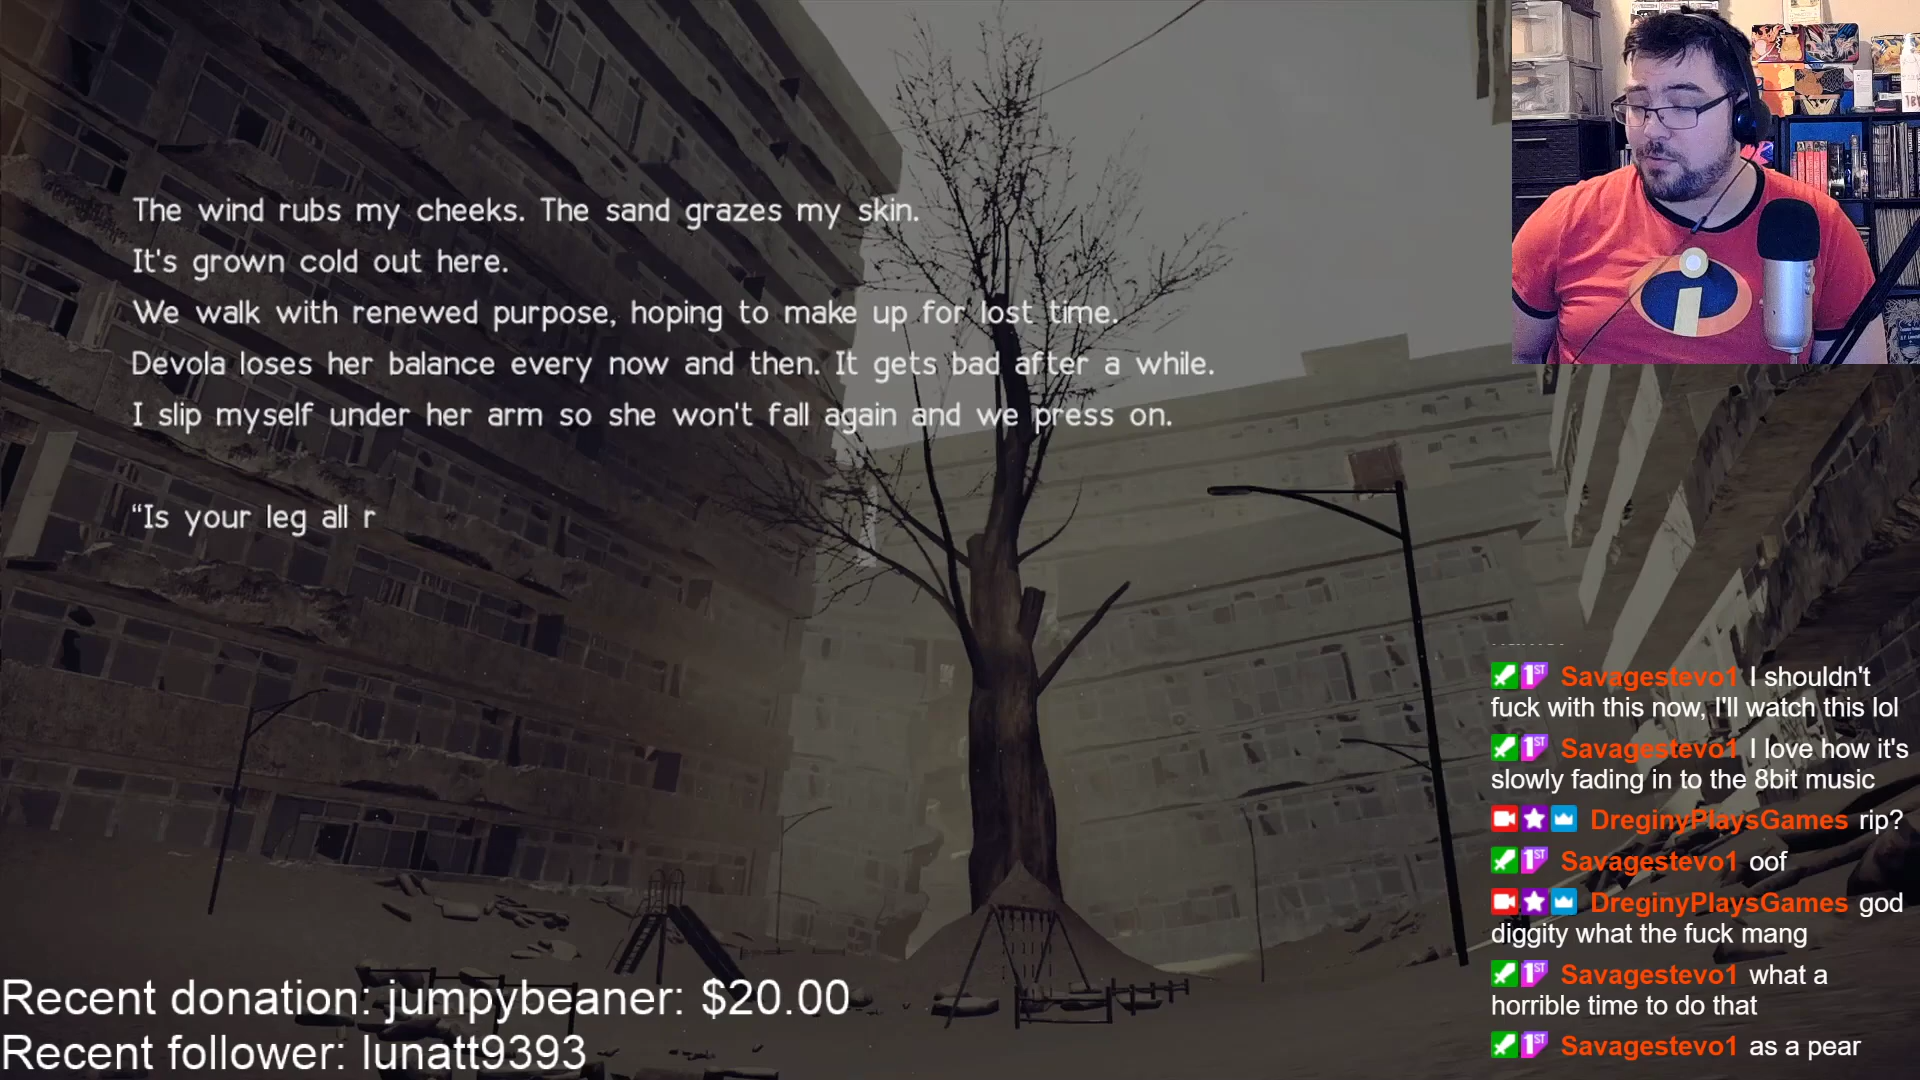 The wind rubs my cheeks. The sand grazes my skin.
It's grown cold out here.
We walk with renewed purpose, hoping to make up for lost time.
Devola loses her balance every now and then. It gets bad after a while.
I slip myself under her arm so she won't fall again and we press on.
“Is your leg all r
1ST Savagestevo1 I shouldn't
fuck with this now, I'll watch this lol
1ST Savagestevo1 I love how it's
slowly fading in to the 8bit music
DreginyPlaysGames rip?
1ST Savagestevo1 oof
DreginyPlaysGames god
diggity what the fuck mang
1ST Savagestevo1 what a
horrible time to do that
1ST Savagestevo1 as a pear
Recent donation: jumpybeaner: $20.00
Recent follower: lunatt9393